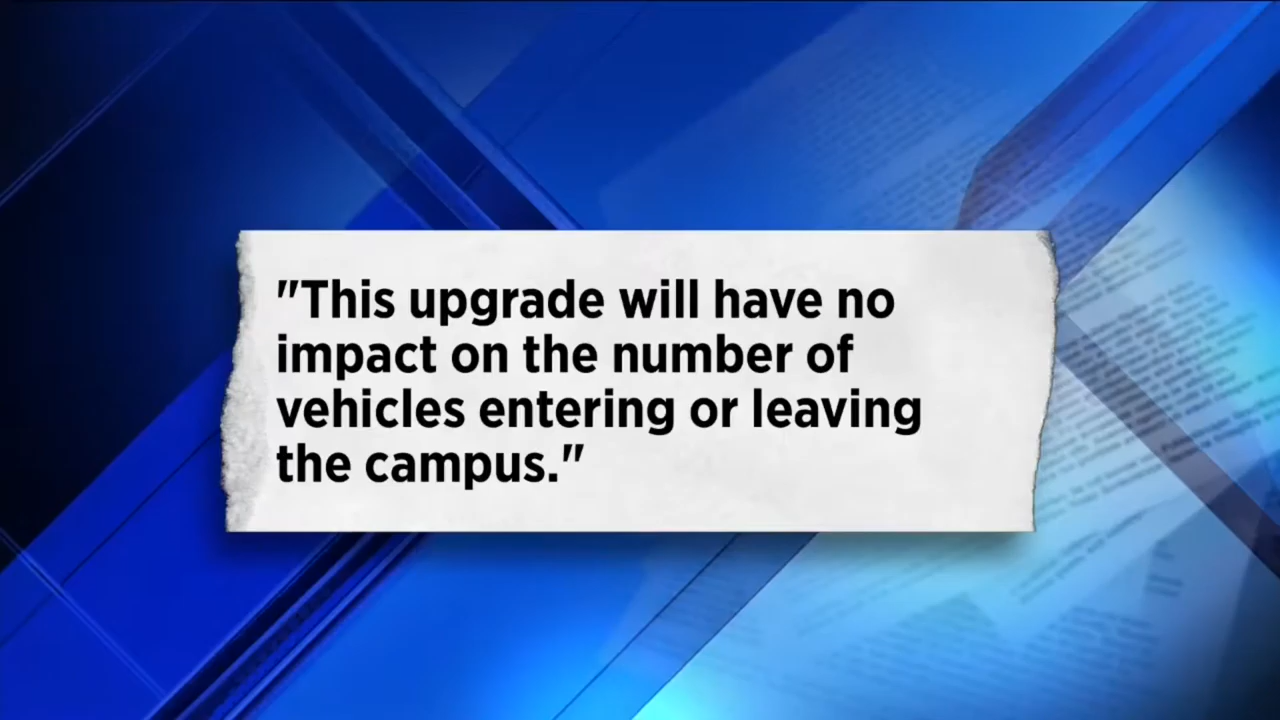 "This upgrade will have no
impact on the number of
vehicles entering or leaving
the campus."